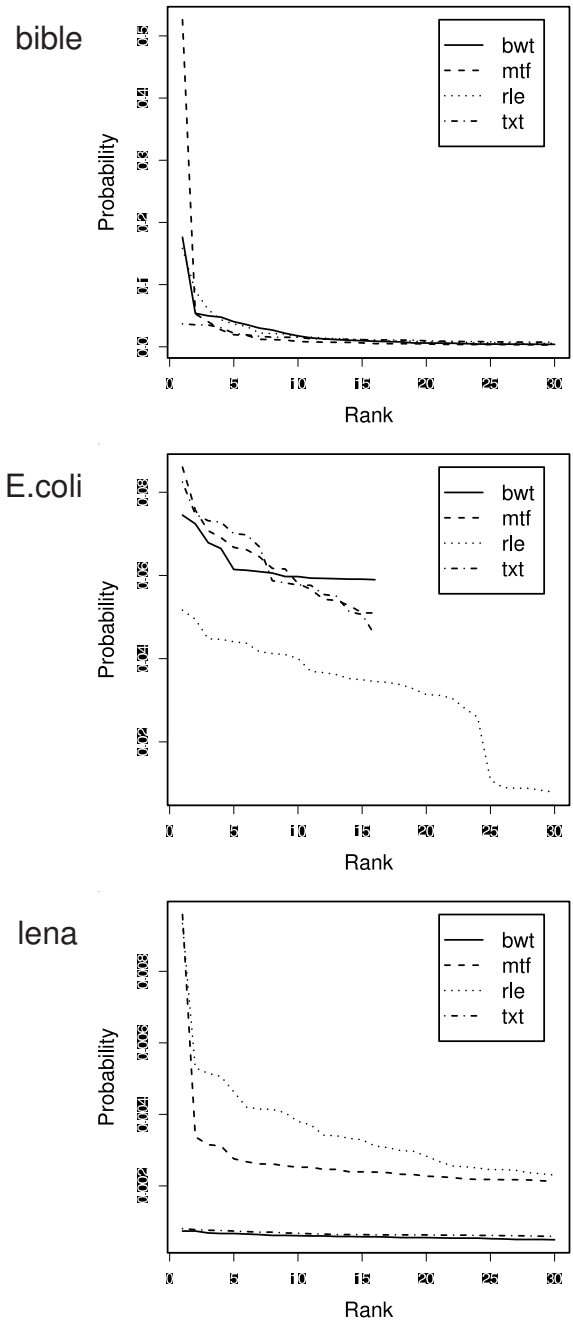 bible
Probability
0.5
0.4
0.3
0.2
0.1
0.0
bwt
mtf
rle
txt
0 5 10 15 20 25 30
Rank
E.coli
Probability
0.08
0.06
0.04
0.02
bwt
mtf
rle
txt
0 5 10 15 20 25 30
Rank
lena
Probability
0.008
0.006
0.004
0.002
bwt
mtf
rle
txt
0 5 10 15 20 25 30
Rank